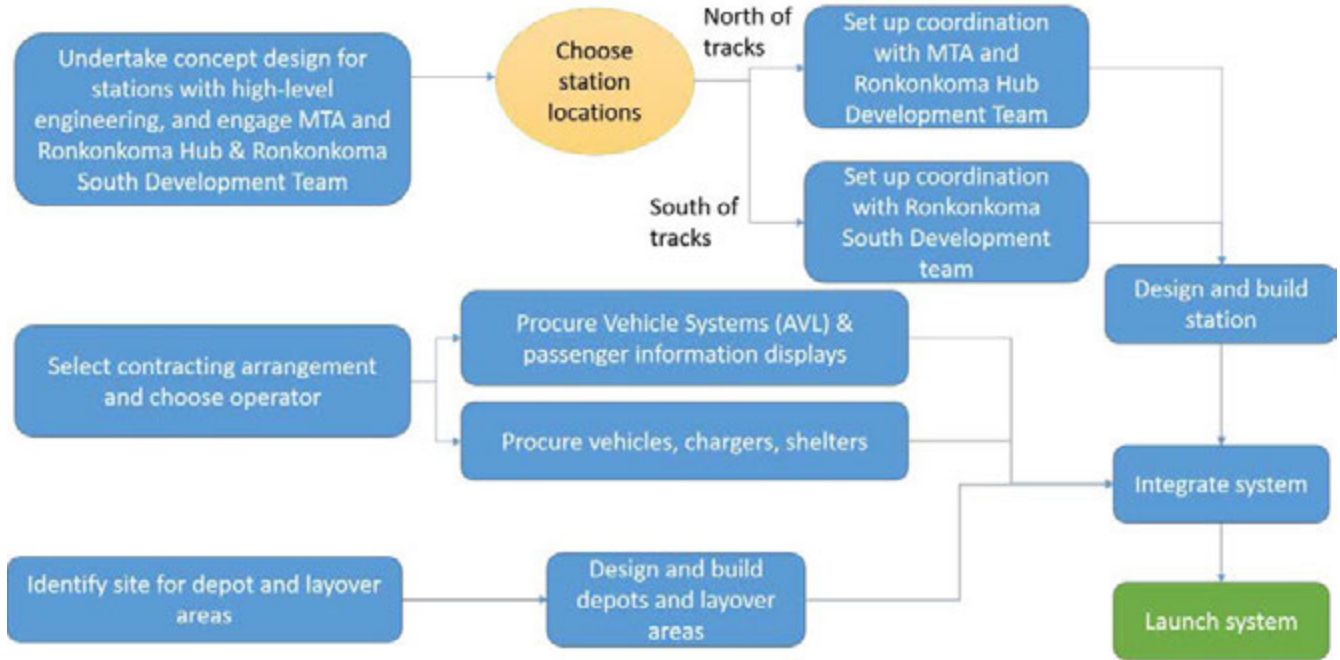 Undertake concept design for
stations with high-level
engineering, and engage MTA and
Ronkonkoma Hub & Ronkonkoma
South Development Team
Choose
station
locations
North of
tracks
Set up coordination
with MTA and
Ronkonkoma Hub
Development Team
South of
tracks
Set up coordination
with Ronkonkoma
South Development
team
Design and build
station
Select contracting arrangement
and choose operator
Procure Vehicle Systems (AVL) &
passenger information displays
Procure vehicles, chargers, shelters
Integrate system
Identify site for depot and layover
areas
Design and build
depots and layover
areas
Launch system